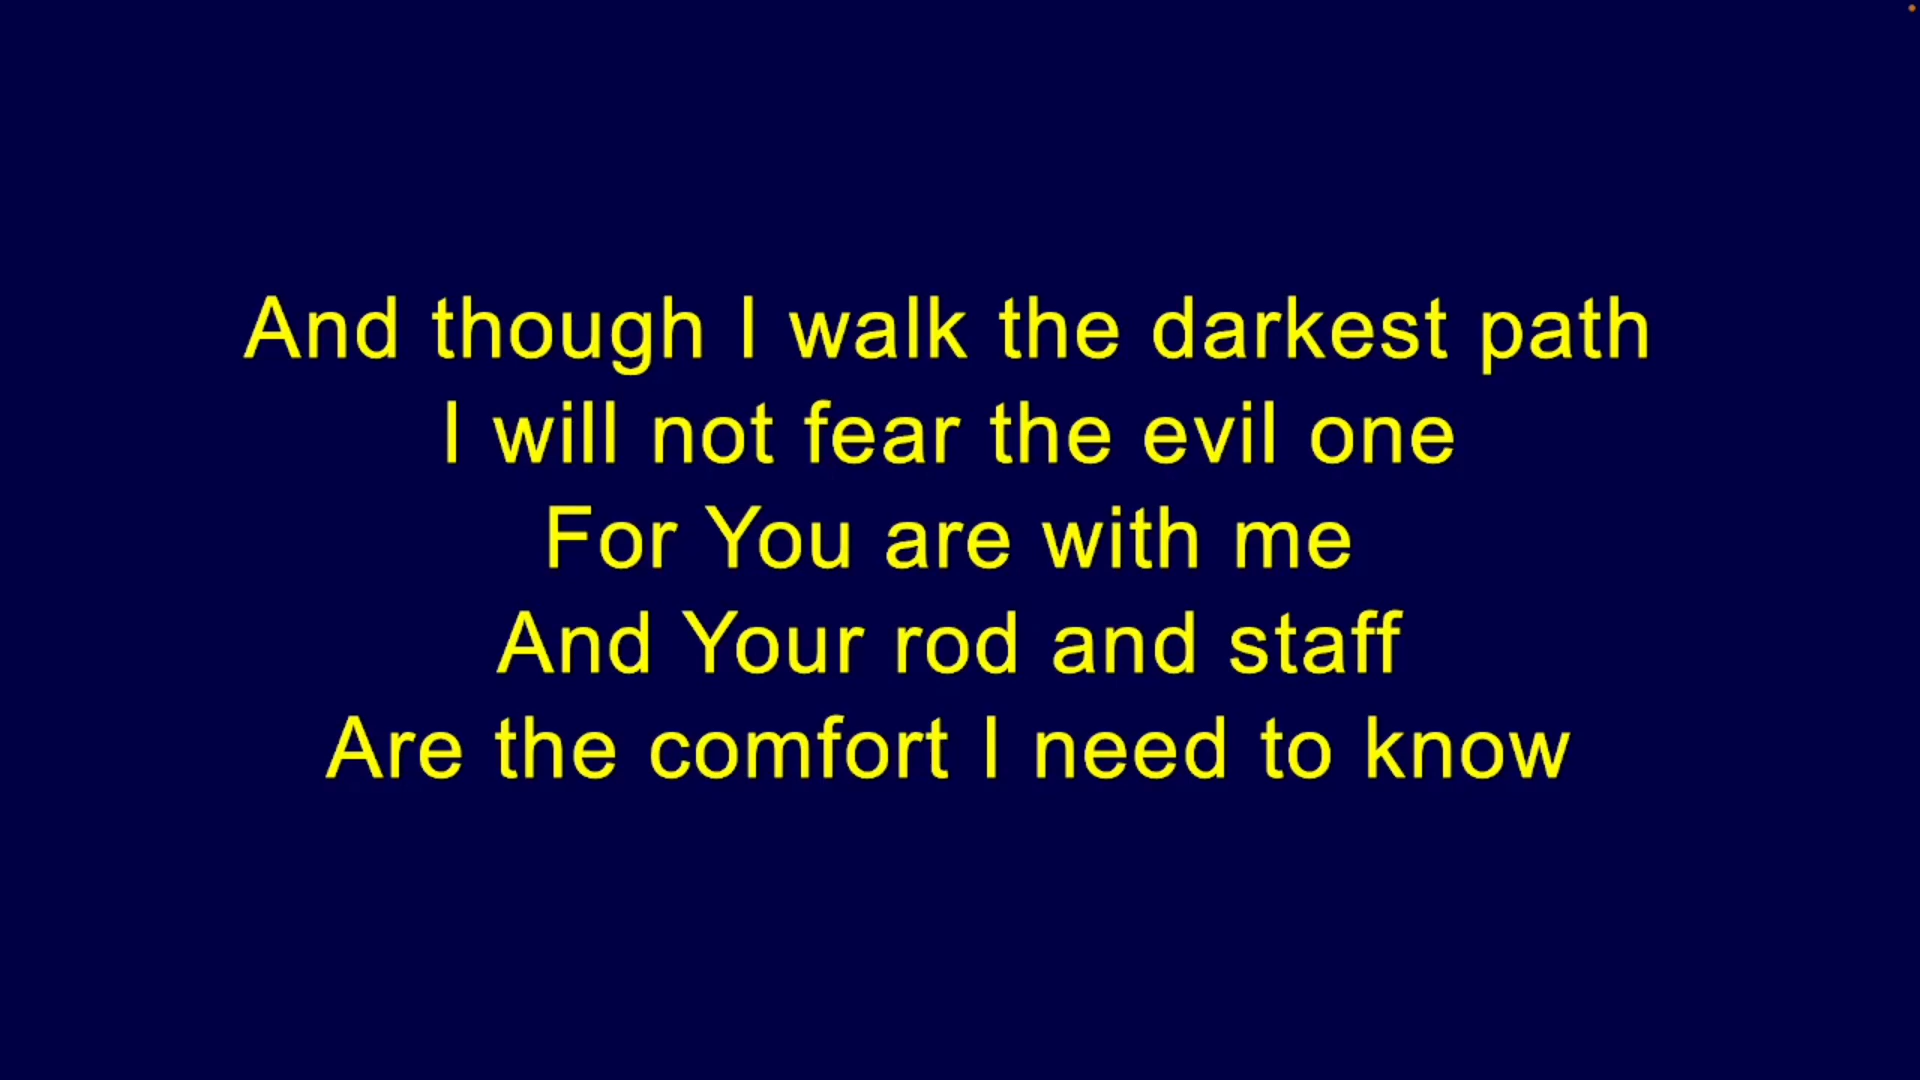 And though I walk the darkest path
I will not fear the evil one
For You are with me
And Your rod and staff
Are the comfort I need to know